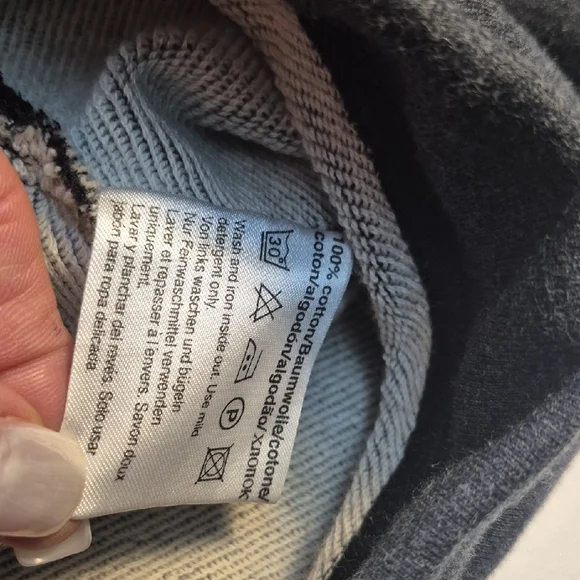 100% cotton/Baumwolle/cotone/
coton/algodón/algodão/хлопок
30°
P
Wash and iron inside out. Use mild
detergent only.
Von links waschen und bügeln
Nur Feinwaschmittel verwenden
Laver et repasser à l'envers. Savon doux
uniquement.
Lavar y planchar del revés. Sólo usar
jabón para ropa delicada